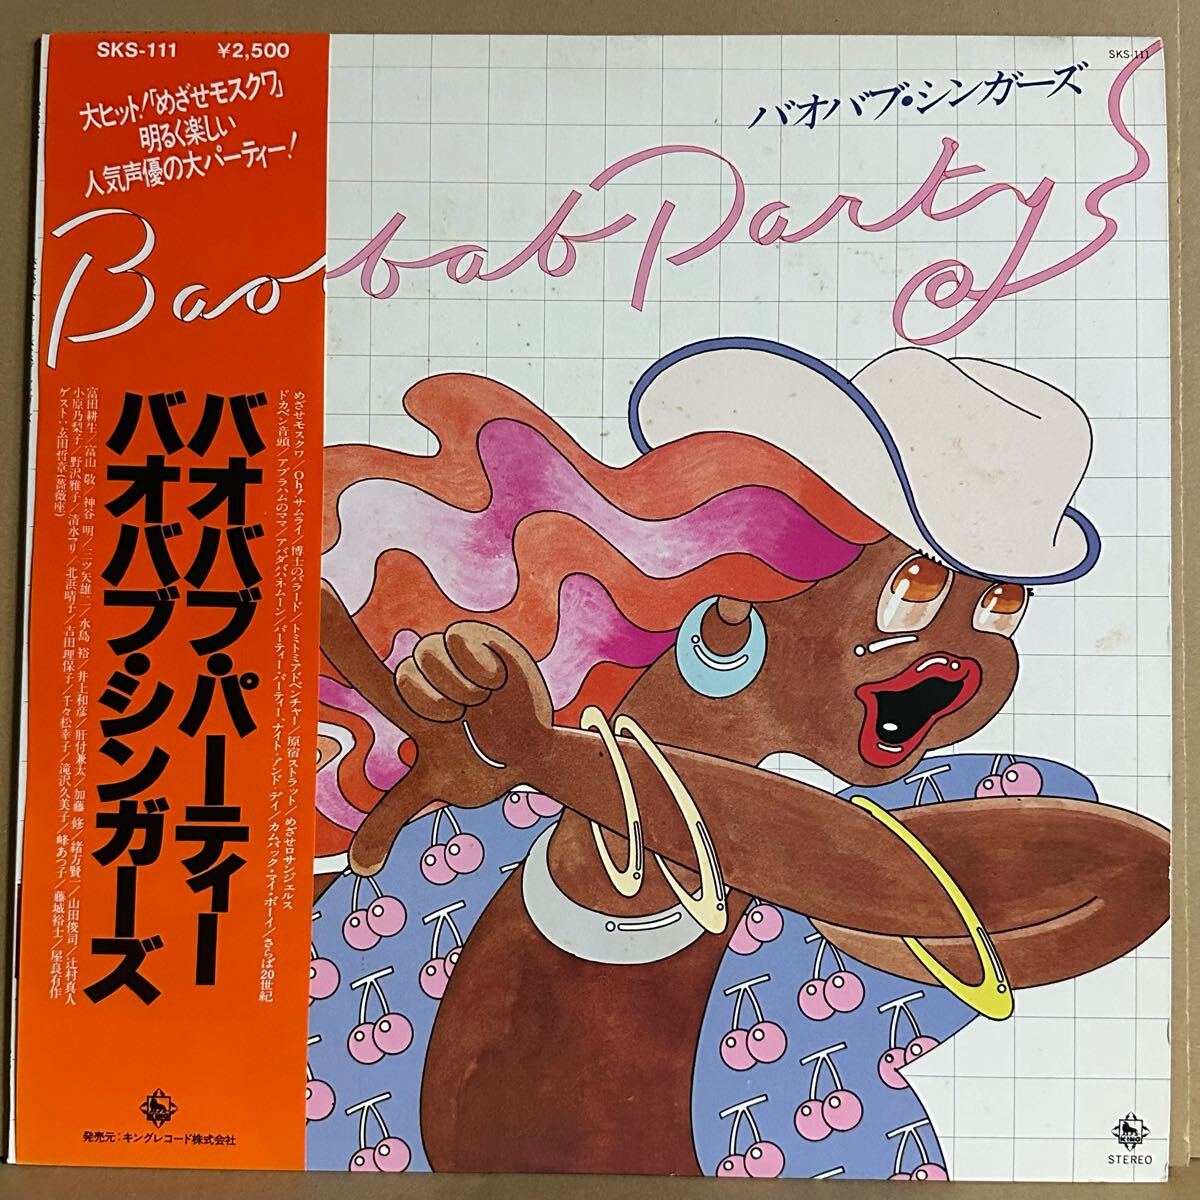 SKS-111 ¥2,500
大ヒット!「めざせモスクワ」
明るく楽しい
人気声優の大パーティー!
Baobab Party
バオバブ・シンガーズ
SKS-111
めざせモスクワ/Oh!サムライ/博士のバラード/トミトミアドベンチャー/原宿ストラット/めざせロサンジェルス
ドカベン音頭/アブラハムのママ/アバダバハネムーン/パーティー・パーティー、ナイト・アンド・デイ/カムバック・マイ・ボーイ/さらば20世紀
バオバブ・パーティー
バオバブ・シンガーズ
富田耕生/富山 敬/神谷 明/三ツ矢雄二/水島 裕/井上和彦/肝付兼太/加藤 修/緒方賢一/山田俊司/辻村真人
小原乃梨子/野沢雅子/清水マリ/北浜晴子/吉田理保子/千々松幸子/滝沢久美子/峰あつ子/藤城裕士/屋良有作
ゲスト:玄田哲章(薔薇座)
KING
発売元:キングレコード株式会社
KING
STEREO